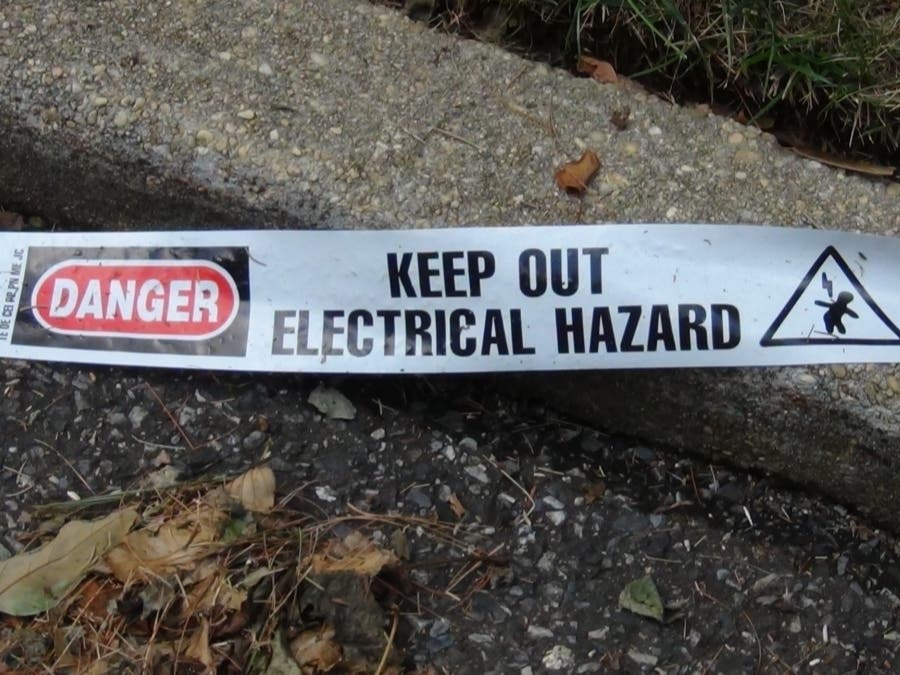 DANGER
KEEP OUT
ELECTRICAL HAZARD